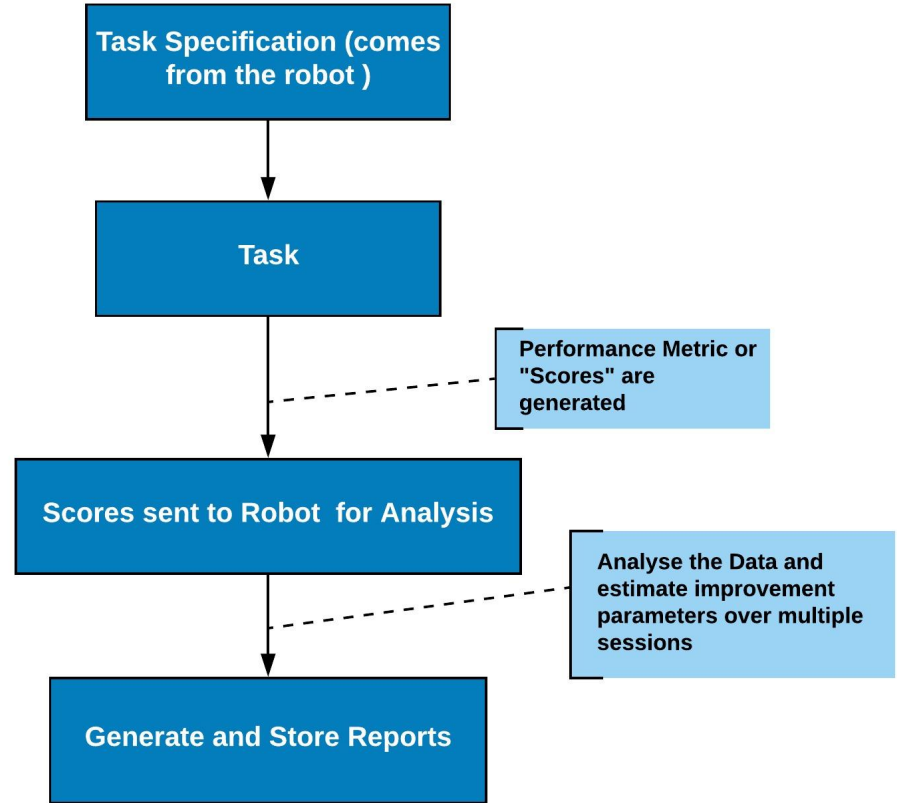 Task Specification (comes
from the robot )
Task
Performance Metric or
"Scores" are
generated
Scores sent to Robot for Analysis
Analyse the Data and
estimate improvement
parameters over multiple
sessions
Generate and Store Reports